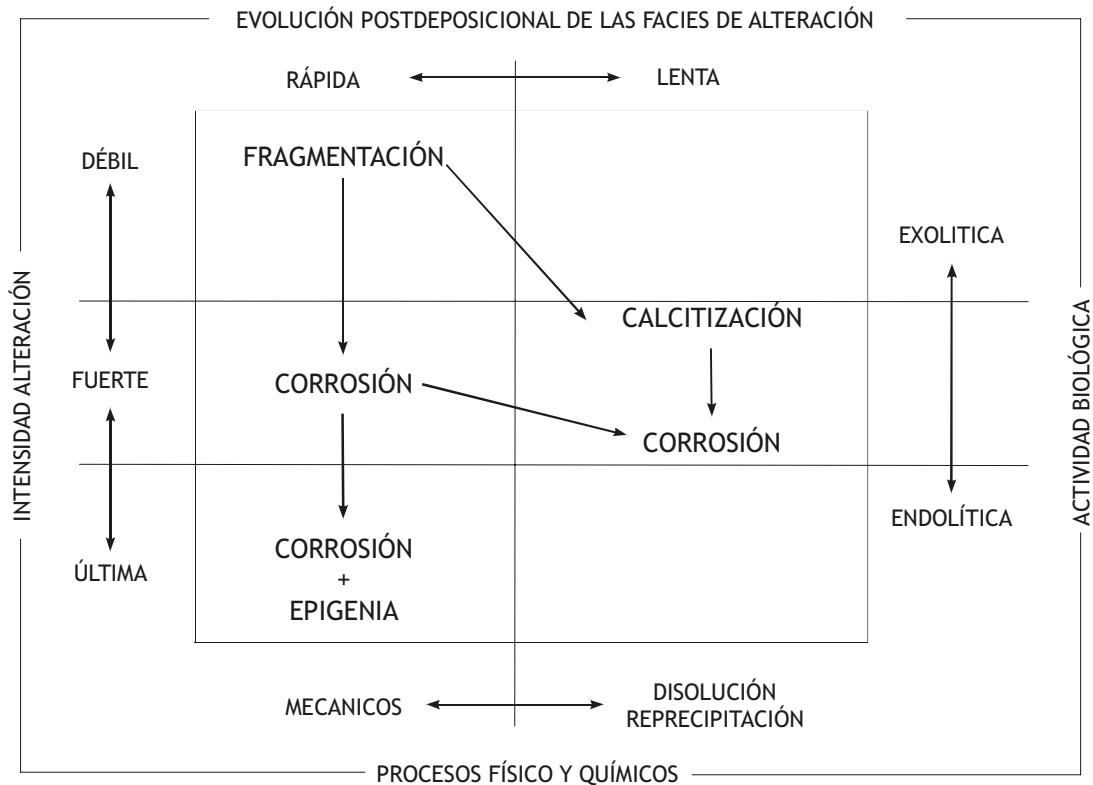 EVOLUCIÓN POSTDEPOSICIONAL DE LAS FACIES DE ALTERACIÓN
RÁPIDA
LENTA
DÉBIL
FRAGMENTACIÓN
EXOLITICA
CALCITIZACIÓN
INTENSIDAD ALTERACIÓN
ACTIVIDAD BIOLÓGICA
FUERTE
CORROSIÓN
CORROSIÓN
ENDOLÍTICA
ÚLTIMA
CORROSIÓN
+
EPIGENIA
MECANICOS
DISOLUCIÓN
REPRECIPITACIÓN
PROCESOS FÍSICO Y QUÍMICOS